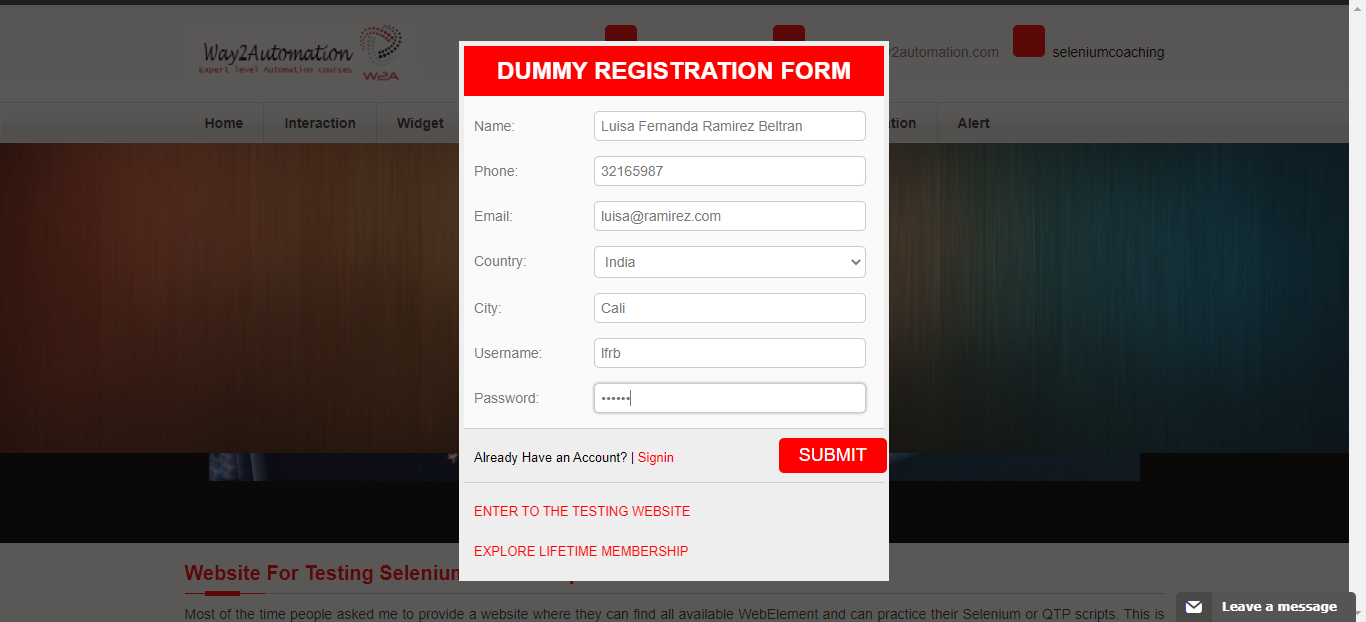 Way2Automation
Expert level Automation courses
W2A
2automation.com
seleniumcoaching
Home
Interaction
Widget
tion
Alert
DUMMY REGISTRATION FORM
Name:
Luisa Fernanda Ramirez Beltran
Phone:
32165987
Email:
luisa@ramirez.com
Country:
India
City:
Cali
Username:
lfrb
Password:
••••••
Already Have an Account? | Signin
SUBMIT
ENTER TO THE TESTING WEBSITE
EXPLORE LIFETIME MEMBERSHIP
Website For Testing
Most of the time people asked me to provide a website where they can find all available WebElement and can practice their Selenium or QTP scripts. This is
Leave a message